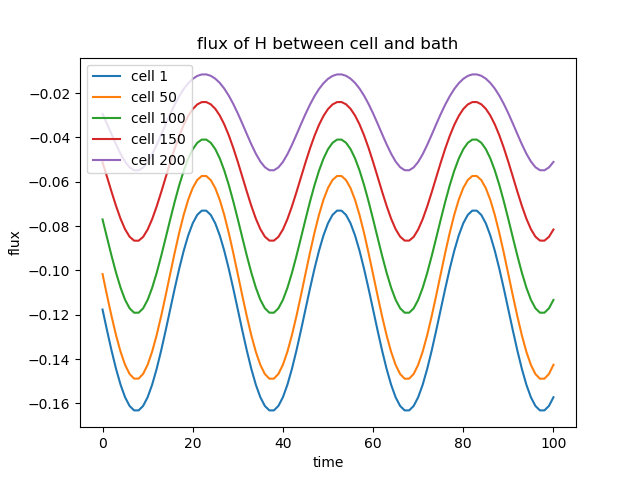 flux of H between cell and bath
cell 1
cell 50
cell 100
cell 150
cell 200
−0.02
−0.04
−0.06
−0.08
−0.10
−0.12
−0.14
−0.16
flux
0 20 40 60 80 100
time